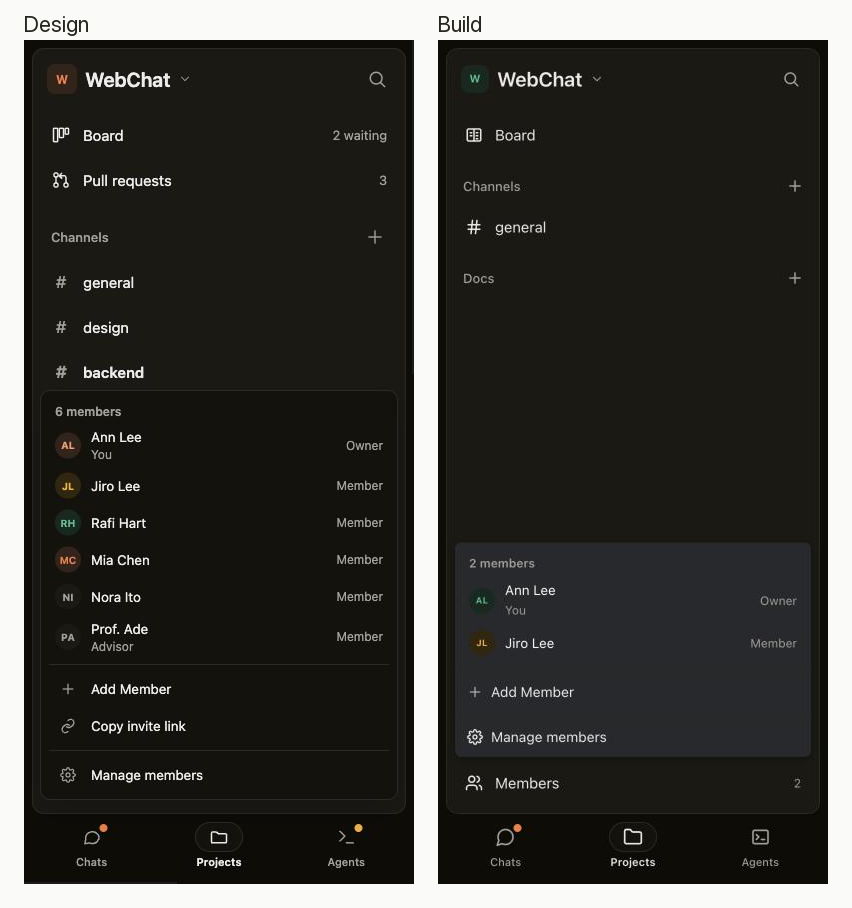 Design
W WebChat
Board 2 waiting
Pull requests 3
Channels +
# general
# design
# backend
6 members
AL Ann Lee Owner
You
JL Jiro Lee Member
RH Rafi Hart Member
MC Mia Chen Member
NI Nora Ito Member
PA Prof. Ade Member
Advisor
+ Add Member
Copy invite link
Manage members
Chats Projects Agents
Build
W WebChat
Board
Channels +
# general
Docs +
2 members
AL Ann Lee Owner
You
JL Jiro Lee Member
+ Add Member
Manage members
Members 2
Chats Projects Agents